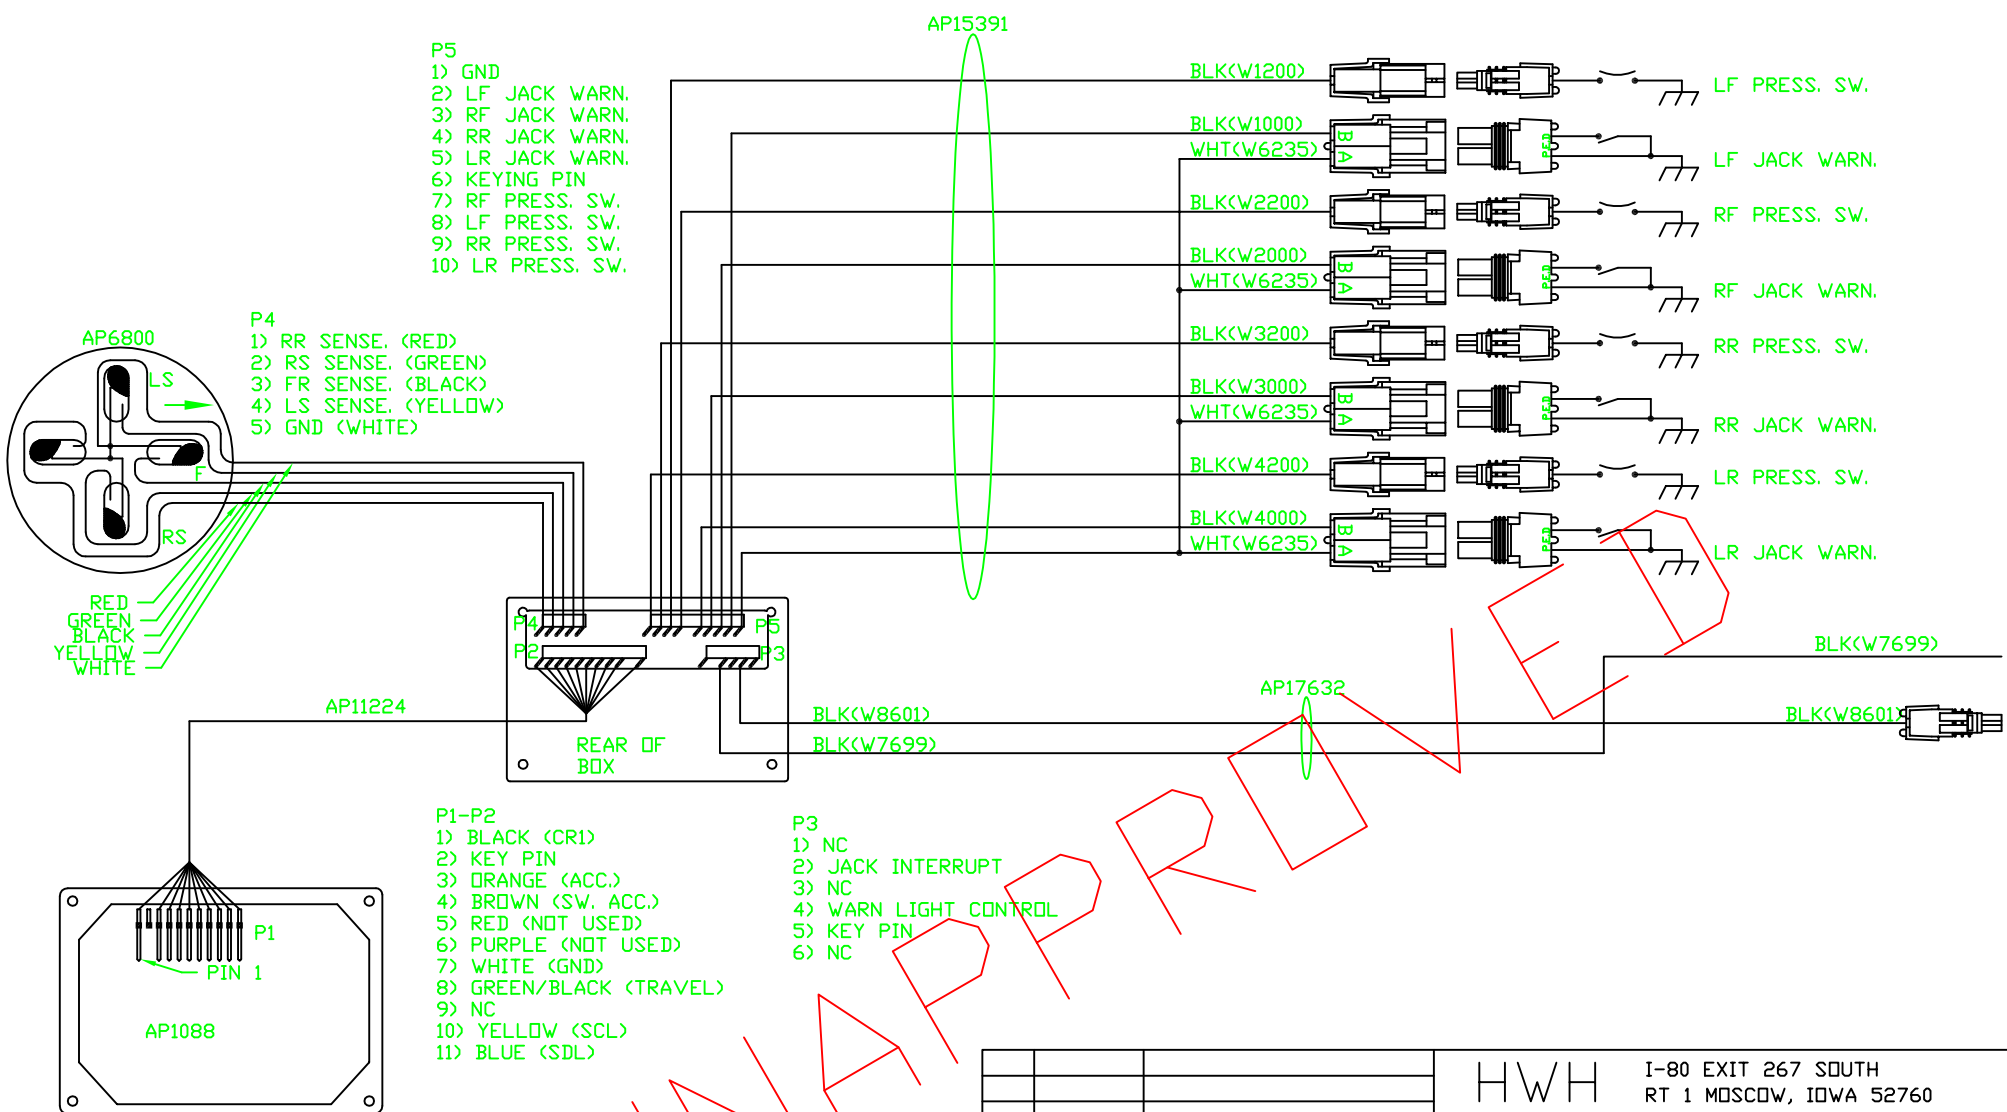 AP15391
P5
1) GND
2) LF JACK WARN.
3) RF JACK WARN.
4) RR JACK WARN.
5) LR JACK WARN.
6) KEYING PIN
7) RF PRESS. SW.
8) LF PRESS. SW.
9) RR PRESS. SW.
10) LR PRESS. SW.
BLK(W1200)
LF PRESS. SW.
BLK(W1000)
WHT(W6235)
B
A
P.E.D
LF JACK WARN.
BLK(W2200)
RF PRESS. SW.
BLK(W2000)
WHT(W6235)
B
A
P.E.D
RF JACK WARN.
BLK(W3200)
RR PRESS. SW.
BLK(W3000)
WHT(W6235)
B
A
P.E.D
RR JACK WARN.
BLK(W4200)
LR PRESS. SW.
BLK(W4000)
WHT(W6235)
B
A
P.E.D
LR JACK WARN.
AP6800
LS
F
RS
P4
1) RR SENSE. (RED)
2) RS SENSE. (GREEN)
3) FR SENSE. (BLACK)
4) LS SENSE. (YELLOW)
5) GND (WHITE)
RED
GREEN
BLACK
YELLOW
WHITE
P4
P5
P2
P3
REAR OF
BOX
AP11224
BLK(W8601)
BLK(W7699)
AP17632
BLK(W7699)
BLK(W8601)
P1-P2
1) BLACK (CR1)
2) KEY PIN
3) ORANGE (ACC.)
4) BROWN (SW. ACC.)
5) RED (NOT USED)
6) PURPLE (NOT USED)
7) WHITE (GND)
8) GREEN/BLACK (TRAVEL)
9) NC
10) YELLOW (SCL)
11) BLUE (SDL)
P3
1) NC
2) JACK INTERRUPT
3) NC
4) WARN LIGHT CONTROL
5) KEY PIN
6) NC
P1
PIN 1
AP1088
NAPPROVED
HWH
I-80 EXIT 267 SOUTH
RT 1 MOSCOW, IOWA 52760